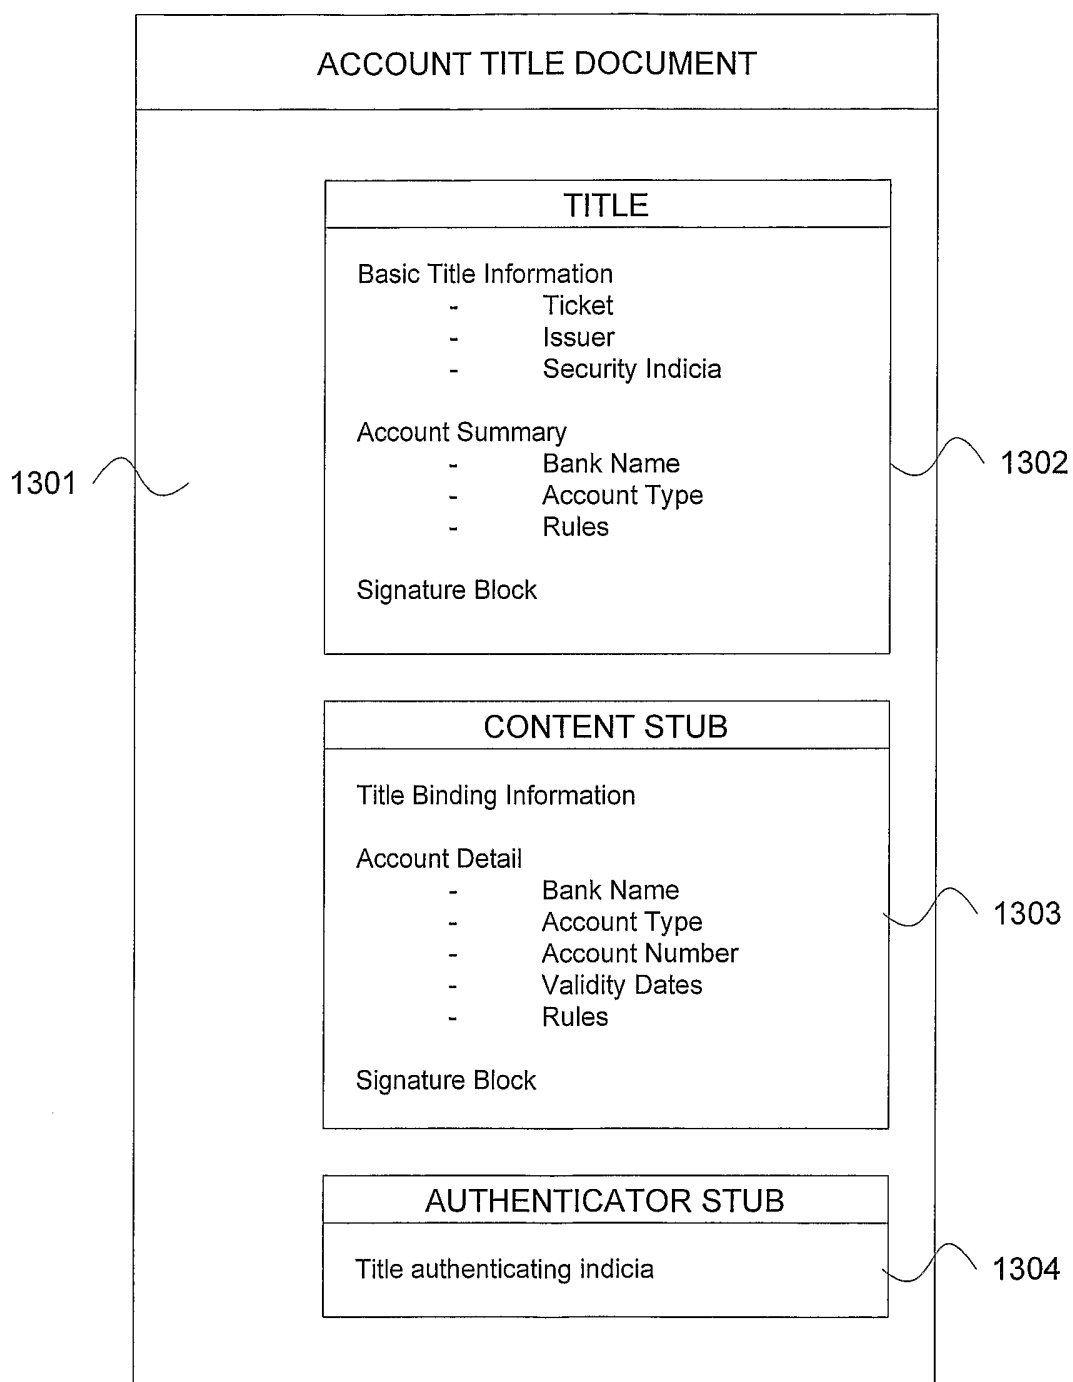 ACCOUNT TITLE DOCUMENT
TITLE
Basic Title Information
- Ticket
- Issuer
- Security Indicia
Account Summary
- Bank Name
- Account Type
- Rules
Signature Block
1301
1302
CONTENT STUB
Title Binding Information
Account Detail
- Bank Name
- Account Type
- Account Number
- Validity Dates
- Rules
Signature Block
1303
AUTHENTICATOR STUB
Title authenticating indicia
1304